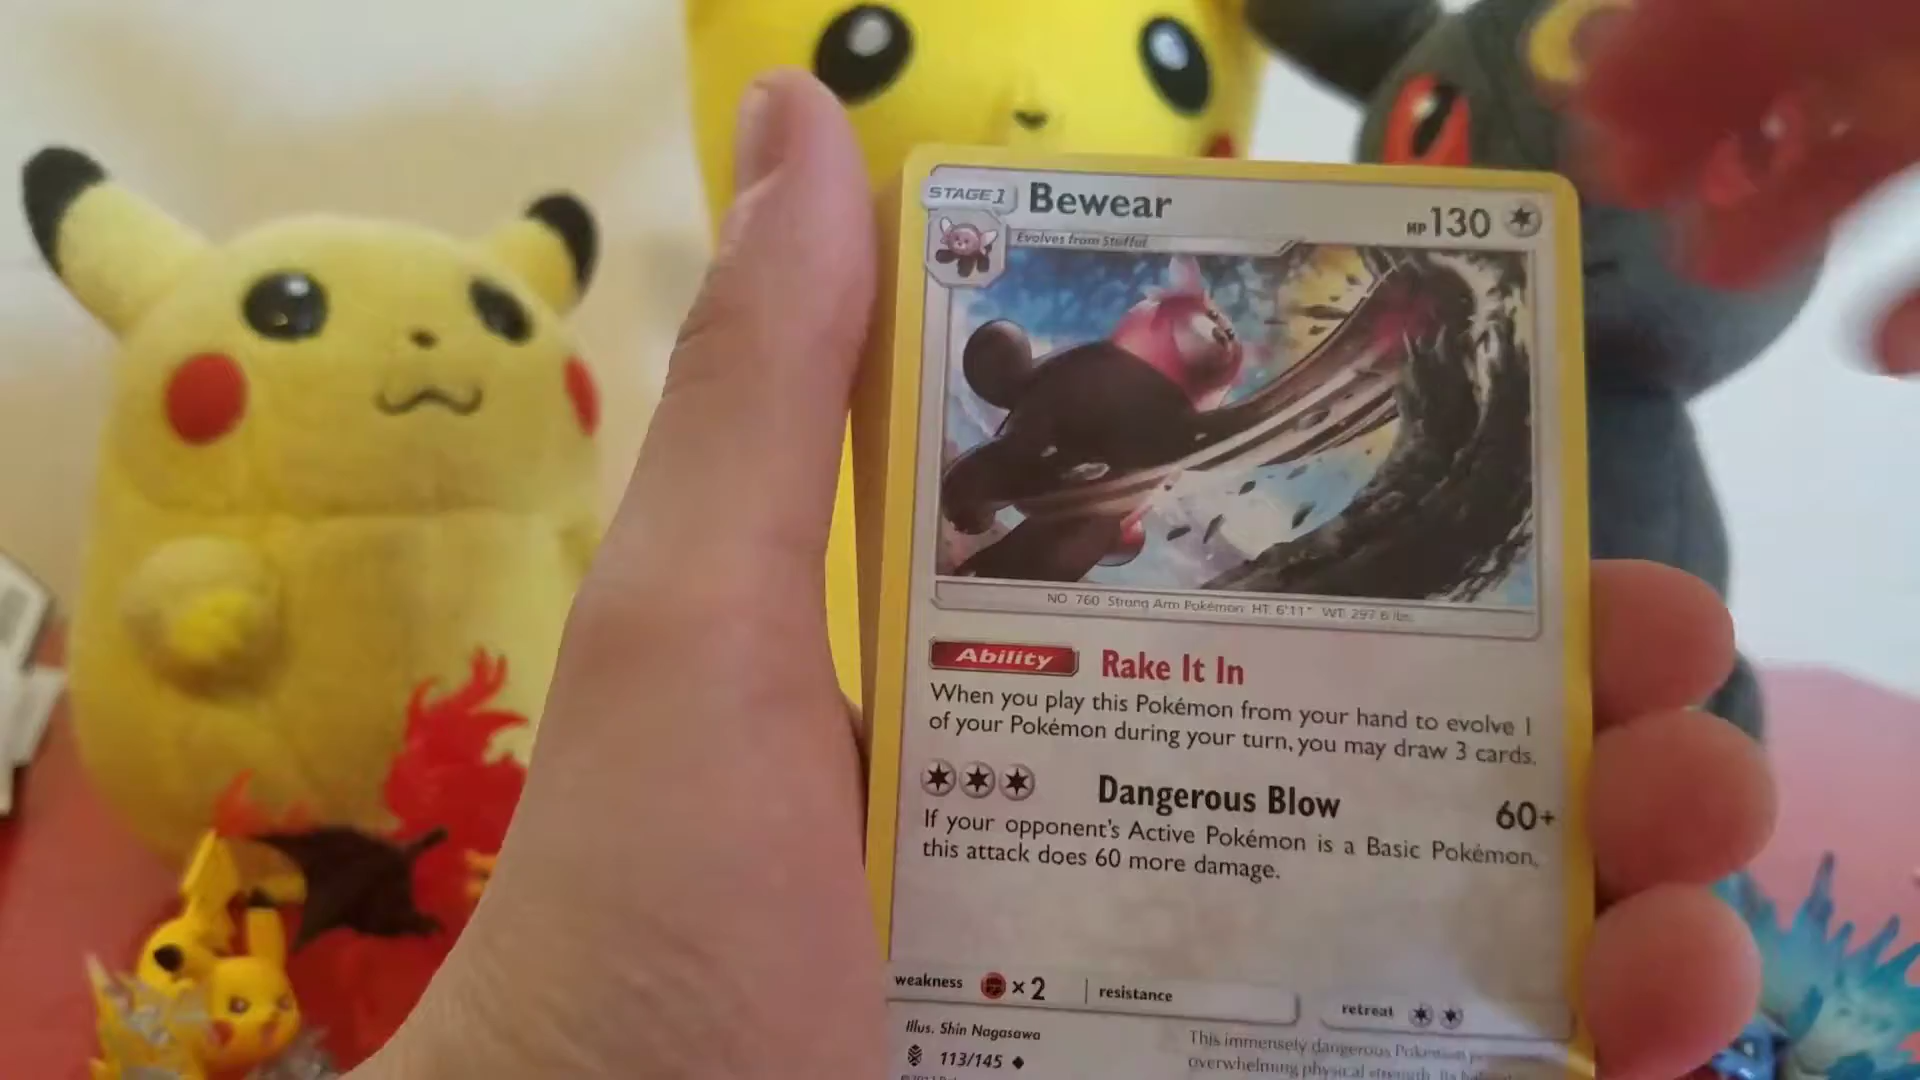 STAGE 1 Bewear HP 130
Evolves from Stufful
NO. 760 Strong Arm Pokémon HT: 6'11" WT: 297.6 lbs.
Ability Rake It In
When you play this Pokémon from your hand to evolve 1
of your Pokémon during your turn, you may draw 3 cards.
Dangerous Blow 60+
If your opponent's Active Pokémon is a Basic Pokémon,
this attack does 60 more damage.
weakness ×2 resistance retreat
Illus. Shin Nagasawa
113/145
This immensely dangerous Pokémon
overwhelming physical strength. Its